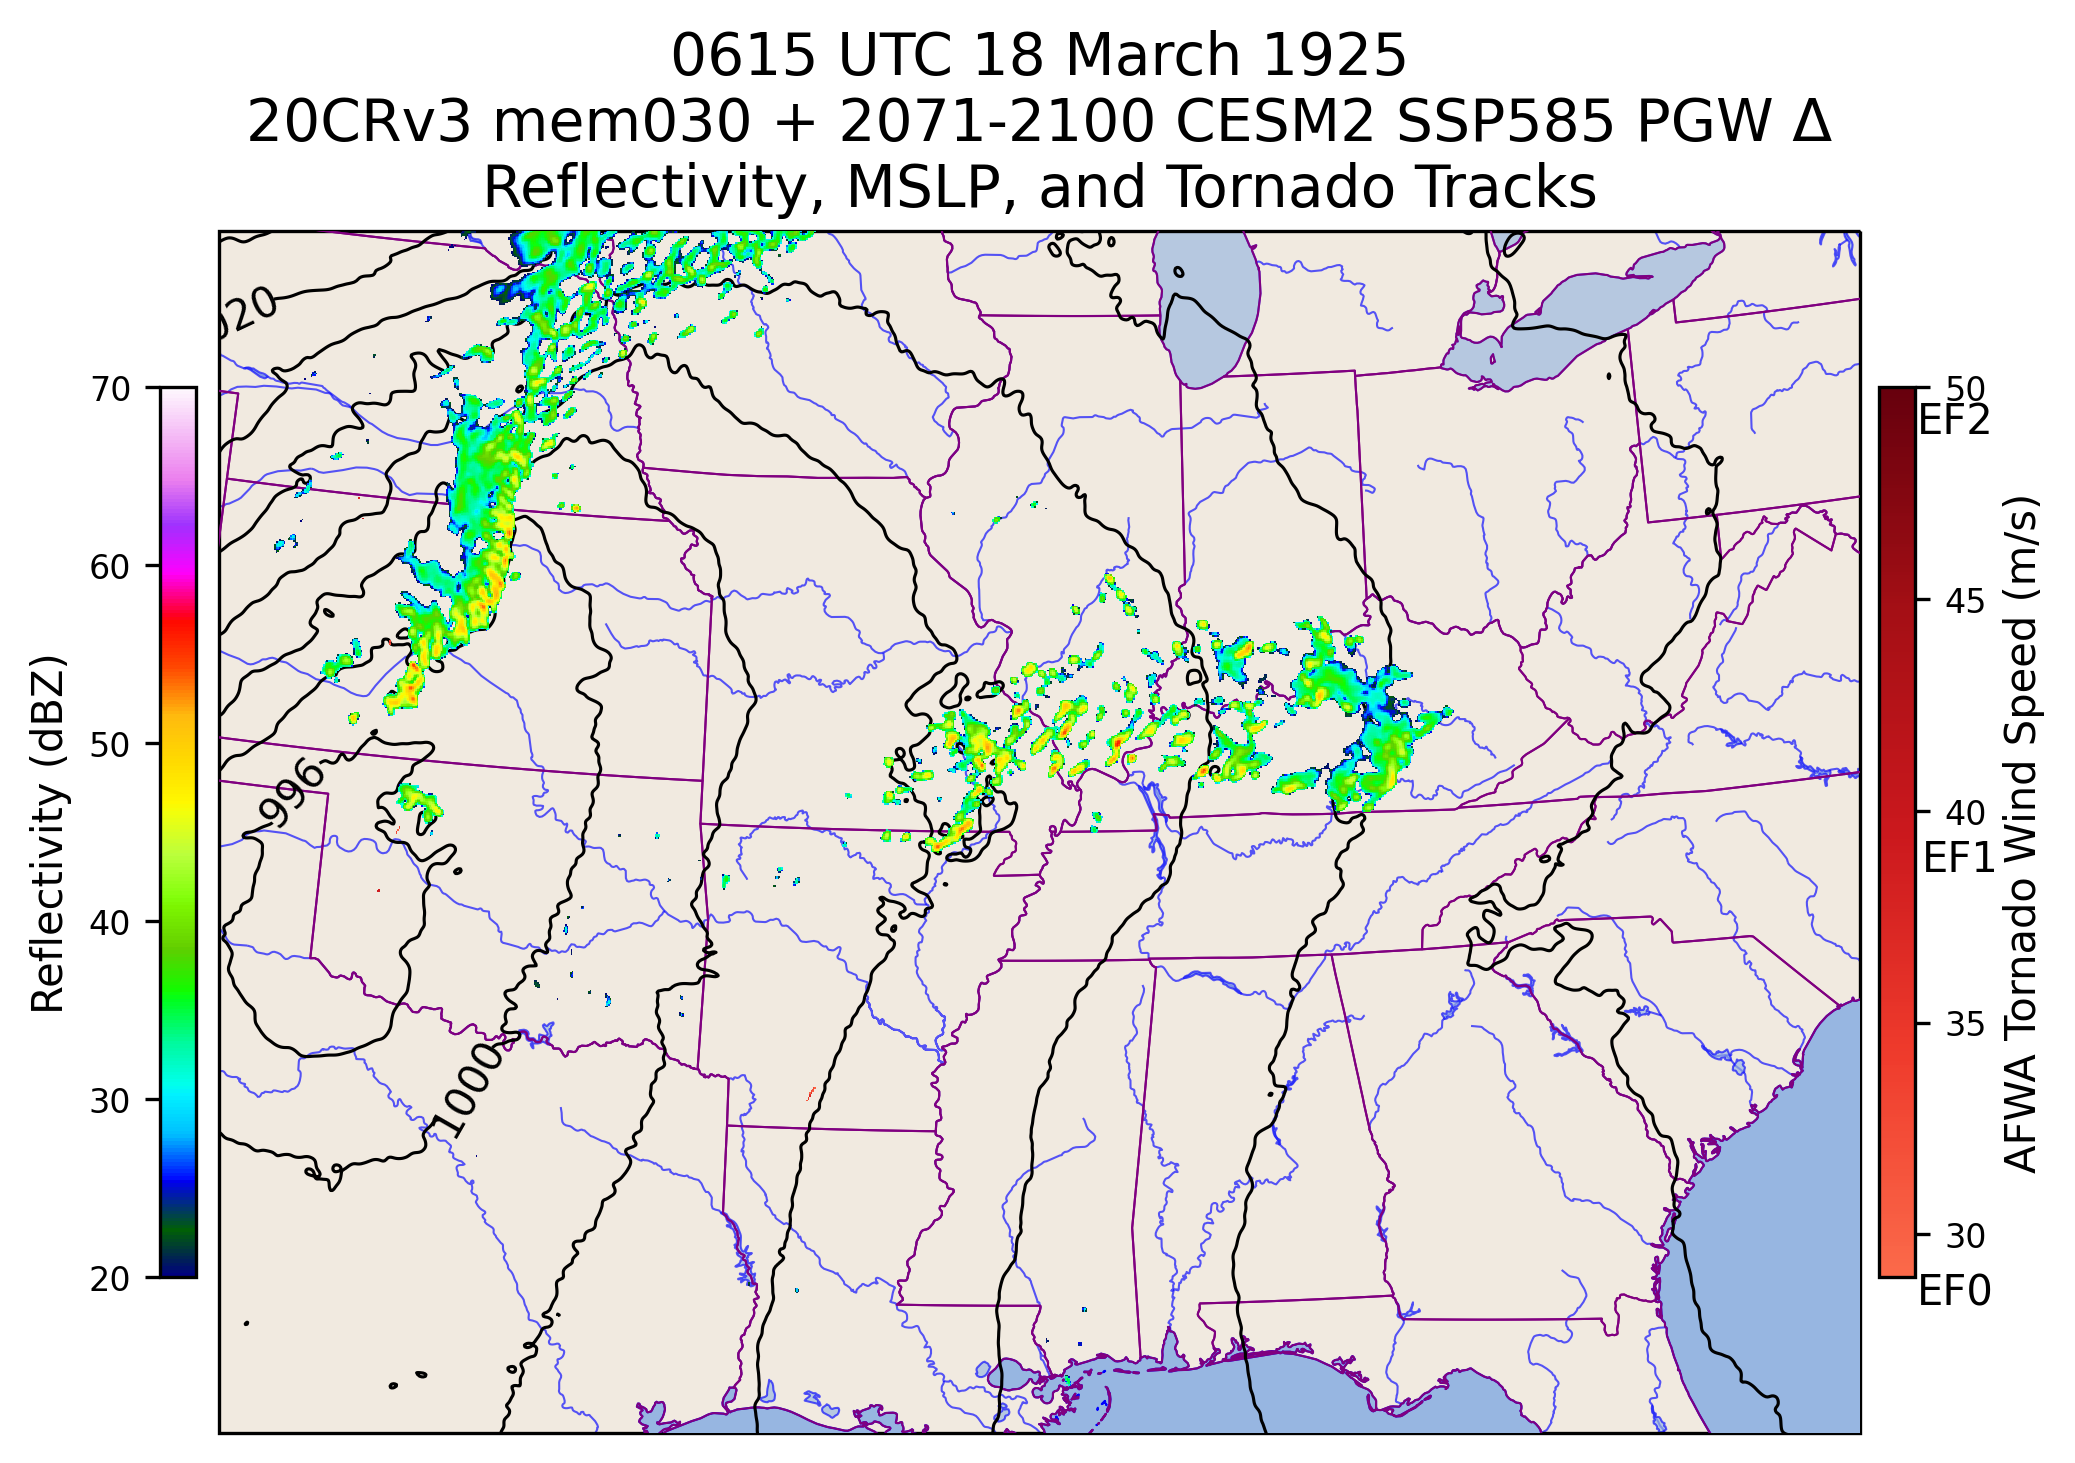 0615 UTC 18 March 1925
20CRv3 mem030 + 2071-2100 CESM2 SSP585 PGW Δ
Reflectivity, MSLP, and Tornado Tracks
020
996
1000
70
60
50
40
30
20
Reflectivity (dBZ)
50
EF2
45
40
EF1
35
30
EF0
AFWA Tornado Wind Speed (m/s)